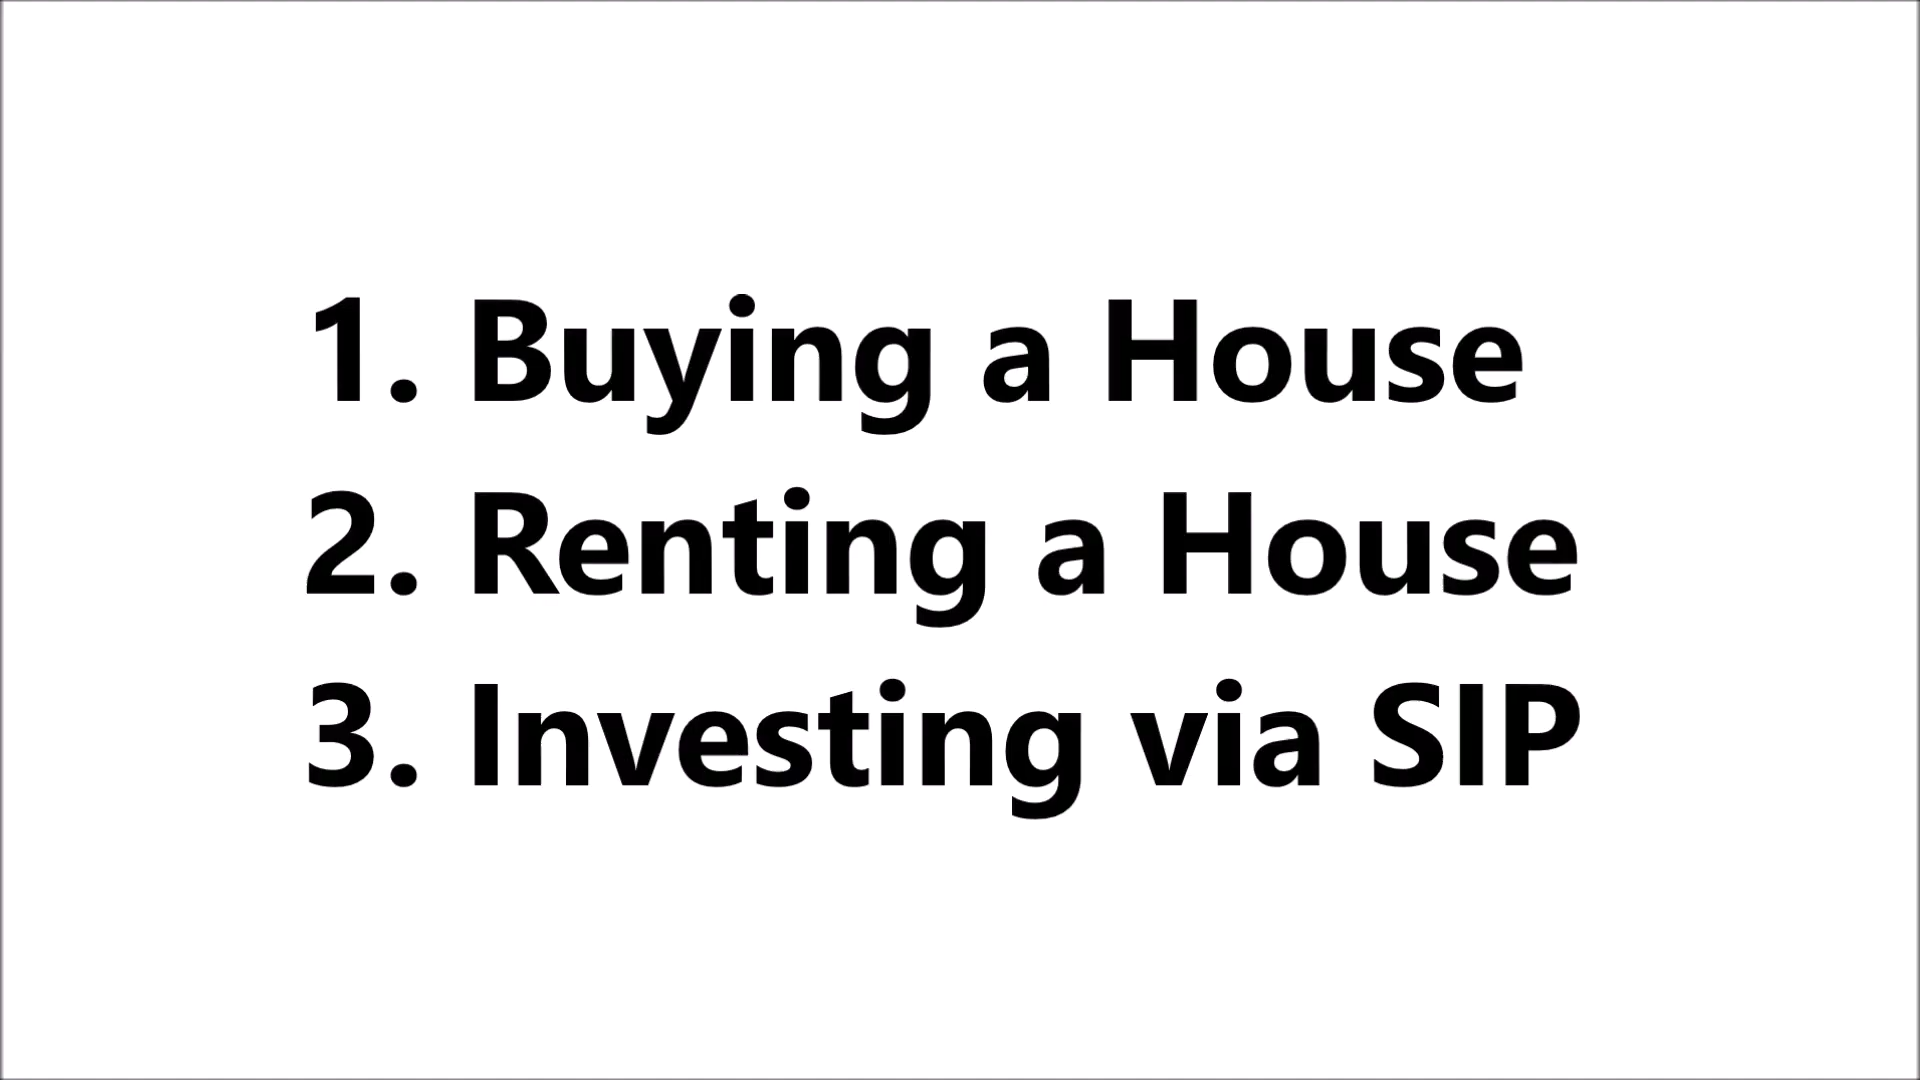 1. Buying a House
2. Renting a House
3. Investing via SIP